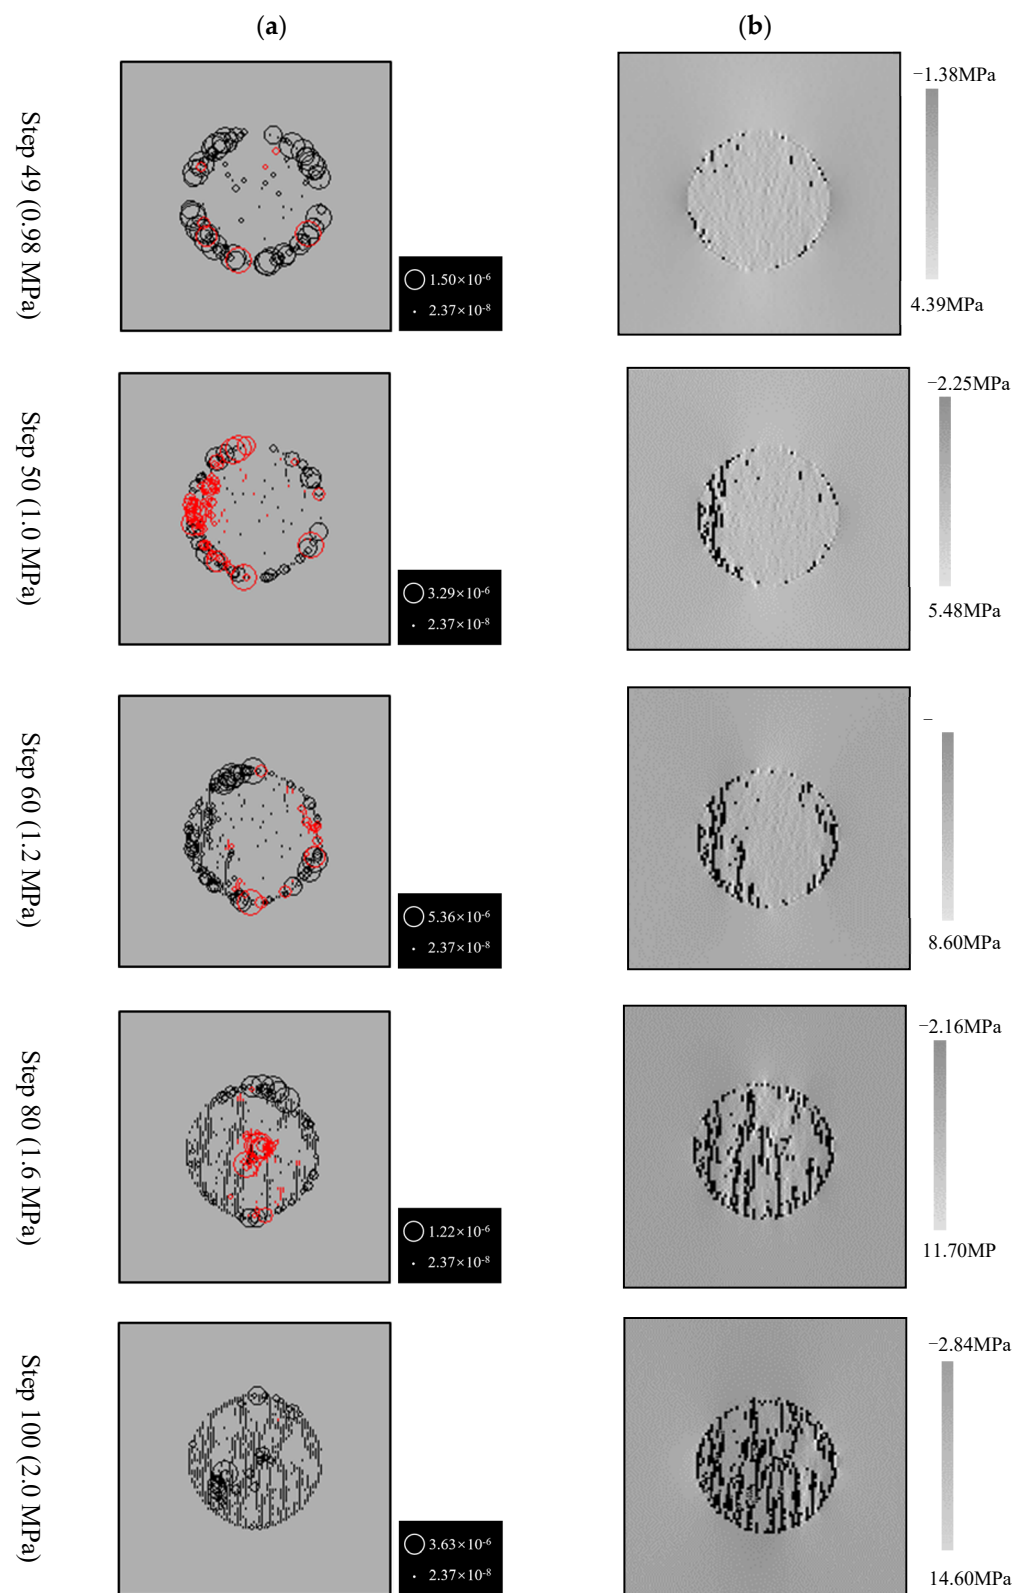 (a)
(b)
Step 49 (0.98 MPa)
1.50×10-6
2.37×10-8
−1.38MPa
4.39MPa
Step 50 (1.0 MPa)
3.29×10-6
2.37×10-8
−2.25MPa
5.48MPa
Step 60 (1.2 MPa)
5.36×10-6
2.37×10-8
−
8.60MPa
Step 80 (1.6 MPa)
1.22×10-6
2.37×10-8
−2.16MPa
11.70MP
Step 100 (2.0 MPa)
3.63×10-6
2.37×10-8
−2.84MPa
14.60MPa